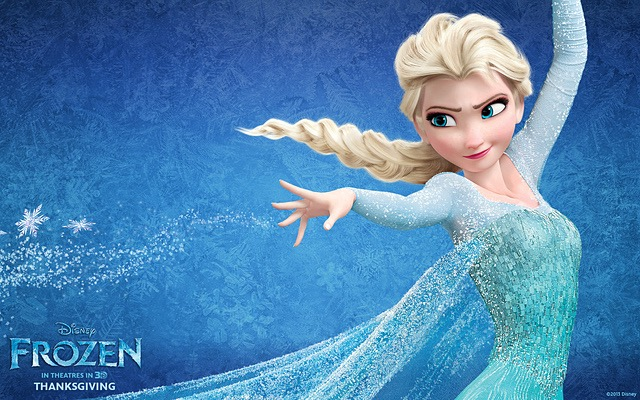 Disney
FROZEN
IN THEATRES IN 3D
THANKSGIVING
©2013 Disney